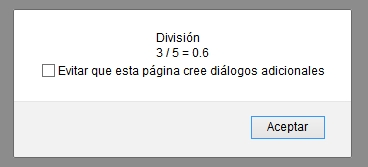 División
3 / 5 = 0.6
Evitar que esta página cree diálogos adicionales
Aceptar